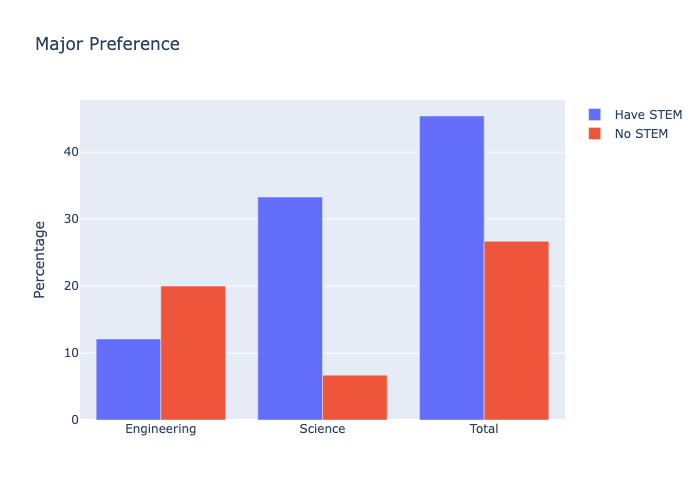 Major Preference
Have STEM
No STEM
Percentage
40
30
20
10
0
Engineering
Science
Total